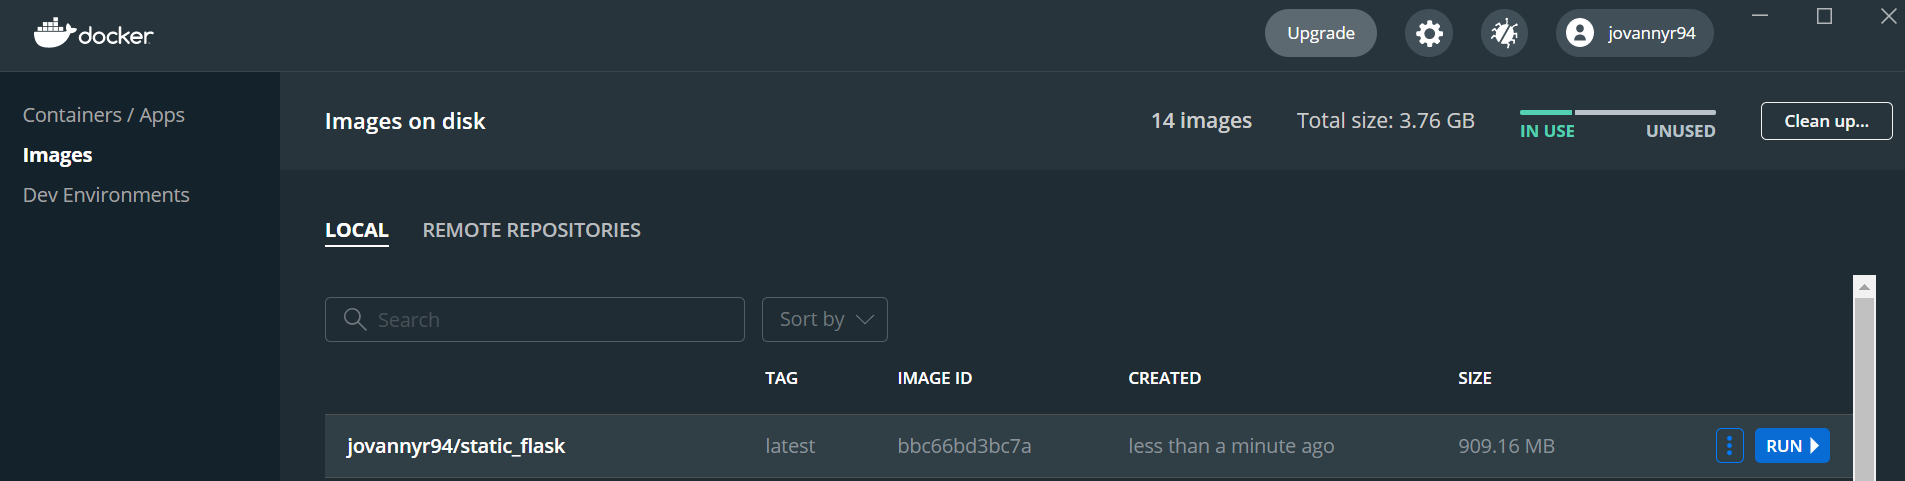 docker
Upgrade
jovannyr94
Containers / Apps
Images
Dev Environments
Images on disk
14 images
Total size: 3.76 GB
IN USE
UNUSED
Clean up...
LOCAL
REMOTE REPOSITORIES
Search
Sort by
TAG
IMAGE ID
CREATED
SIZE
jovannyr94/static_flask
latest
bbc66bd3bc7a
less than a minute ago
909.16 MB
RUN